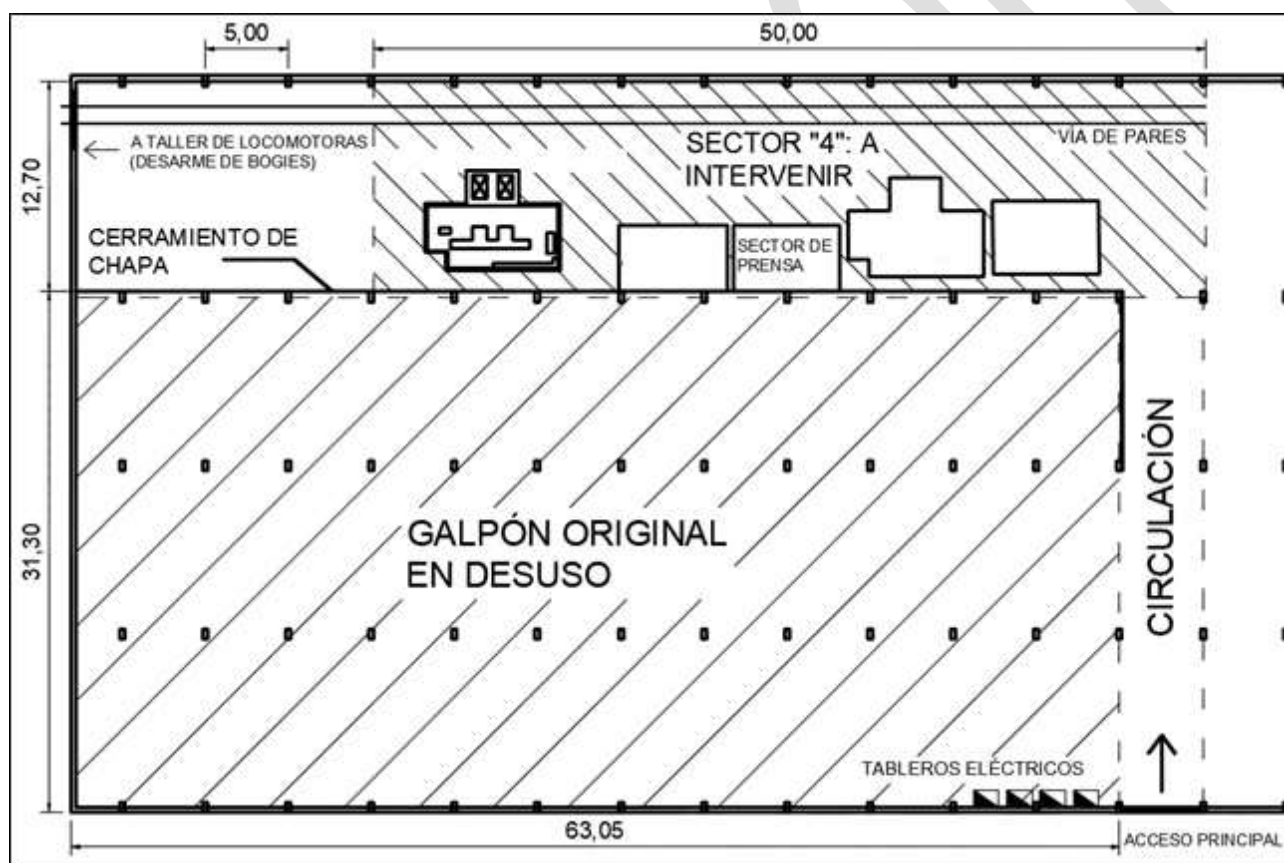 5,00
50,00
A TALLER DE LOCOMOTORAS
(DESARME DE BOGIES)
SECTOR "4": A
INTERVENIR
VÍA DE PARES
12,70
CERRAMIENTO DE
CHAPA
SECTOR DE
PRENSA
31,30
GALPÓN ORIGINAL
EN DESUSO
CIRCULACIÓN
TABLEROS ELÉCTRICOS
63,05
ACCESO PRINCIPAL